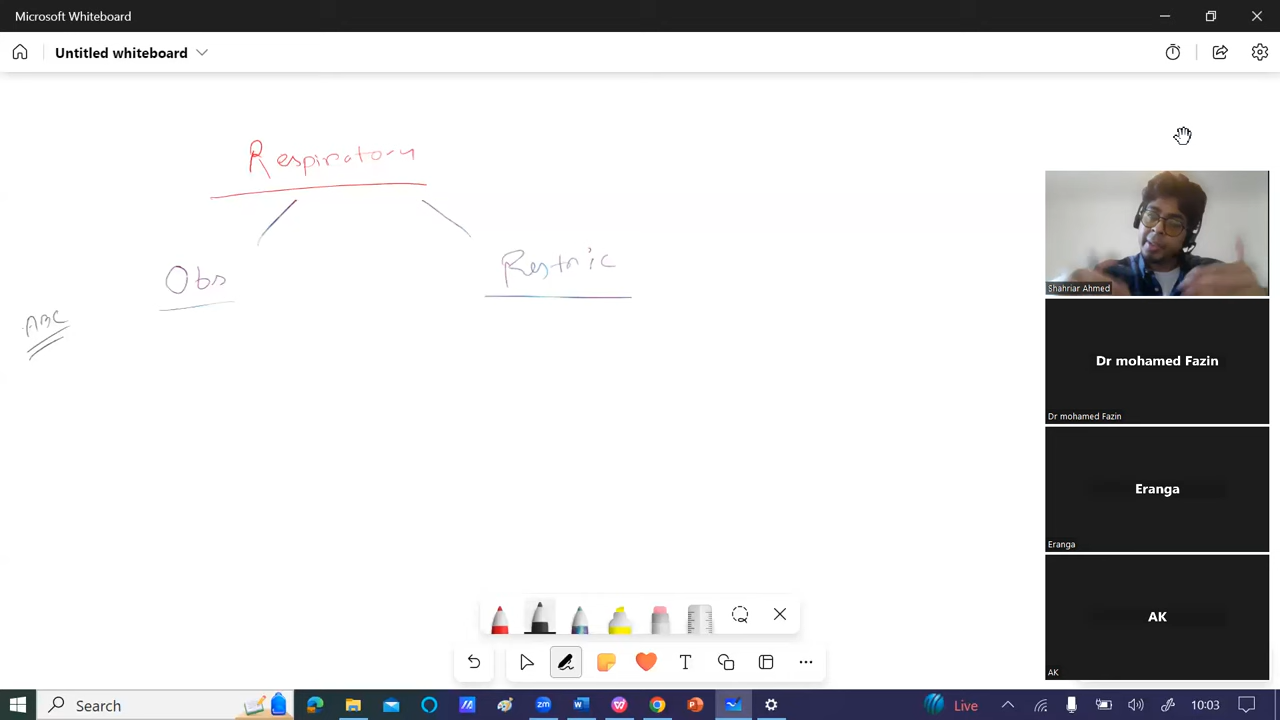 Microsoft Whiteboard
Untitled whiteboard
Respiratory
Obs
Restric
ABC
Shahriar Ahmed
Dr mohamed Fazin
Dr mohamed Fazin
Eranga
Eranga
AK
AK
Search
Live
10:03